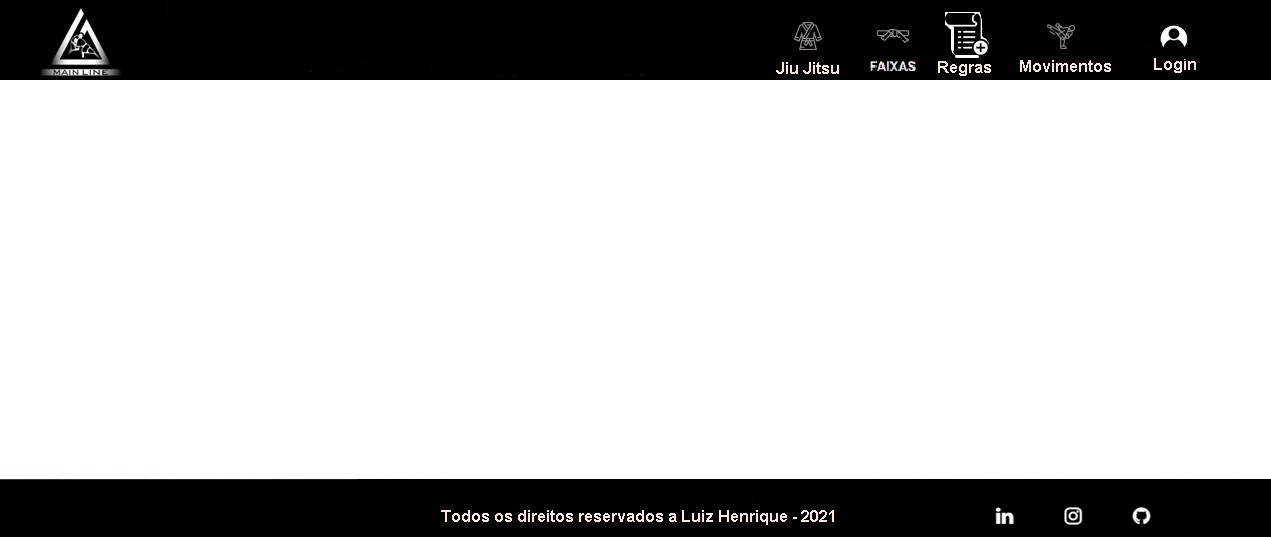 MAIN LINE
Jiu Jitsu
FAIXAS
Regras
Movimentos
Login
Todos os direitos reservados a Luiz Henrique - 2021
in